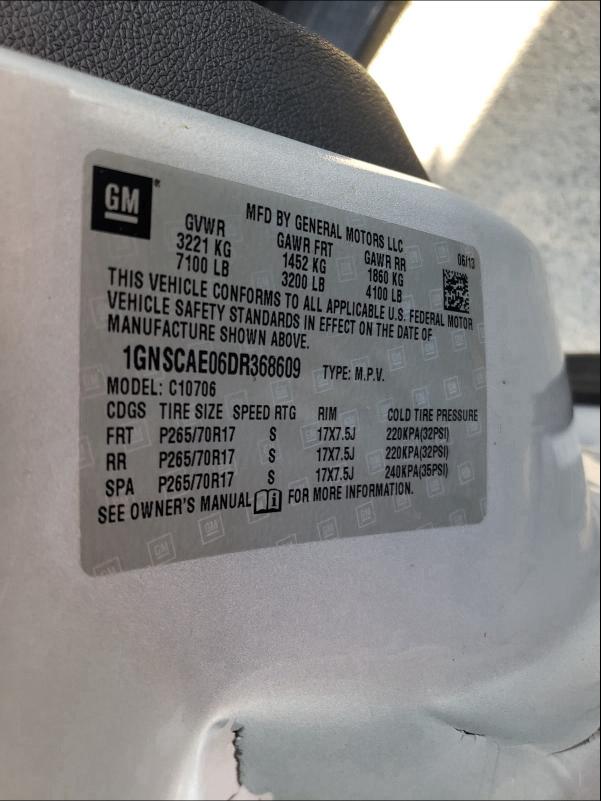 GM ®
MFD BY GENERAL MOTORS LLC
GVWR GAWR FRT GAWR RR 06/13
3221 KG 1452 KG 1860 KG
7100 LB 3200 LB 4100 LB
THIS VEHICLE CONFORMS TO ALL APPLICABLE U.S. FEDERAL MOTOR
VEHICLE SAFETY STANDARDS IN EFFECT ON THE DATE OF
MANUFACTURE SHOWN ABOVE.
1GNSCAE06DR368609 TYPE: M.P.V.
MODEL: C10706
CDGS TIRE SIZE SPEED RTG RIM COLD TIRE PRESSURE
FRT P265/70R17 S 17X7.5J 220KPA(32PSI)
RR P265/70R17 S 17X7.5J 220KPA(32PSI)
SPA P265/70R17 S 17X7.5J 240KPA(35PSI)
SEE OWNER'S MANUAL i FOR MORE INFORMATION.